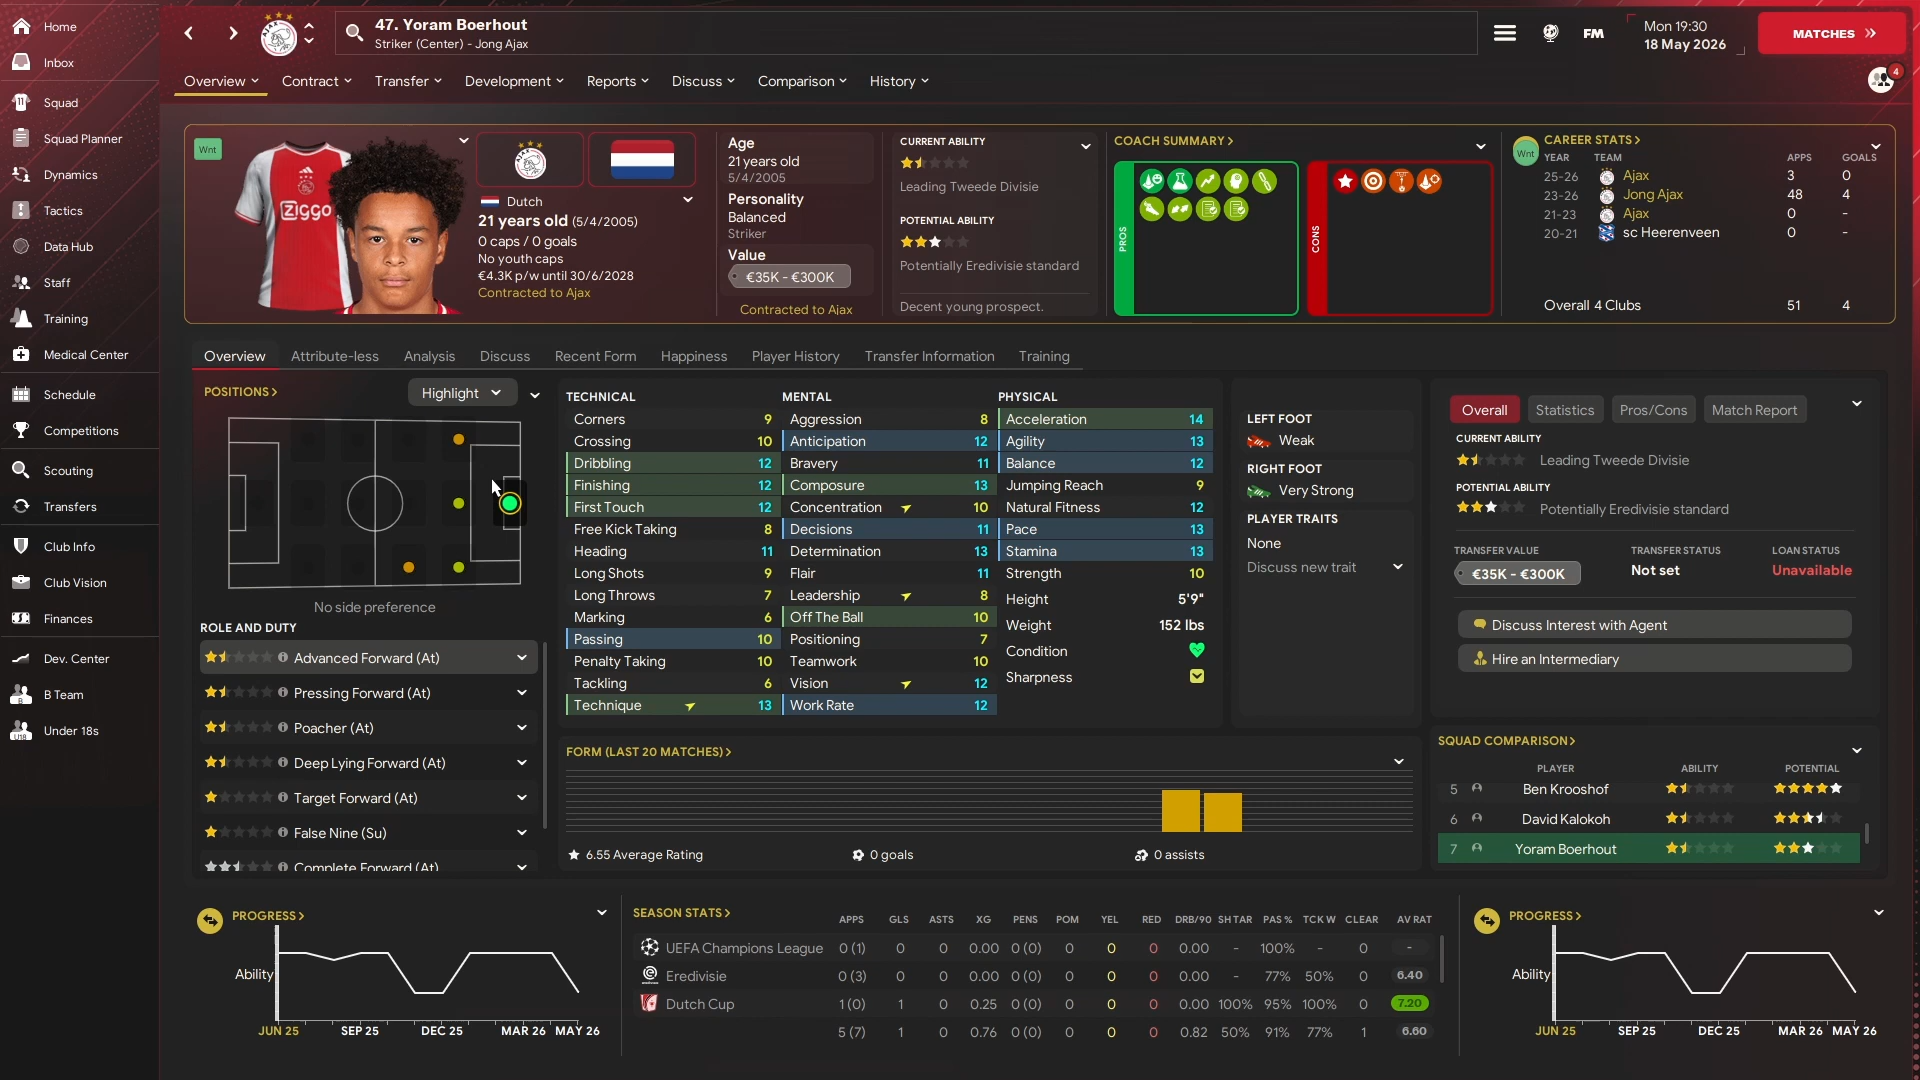 Home
Inbox
Squad
Squad Planner
Dynamics
Tactics
Data Hub
Staff
Training
Medical Center
Schedule
Competitions
Scouting
Transfers
Club Info
Club Vision
Finances
Dev. Center
B Team
Under 18s
47. Yoram Boerhout
Striker (Center) - Jong Ajax
FM
Mon 19:30
18 May 2026
MATCHES
4
Overview Contract Transfer Development Reports Discuss Comparison History
Wnt
Ziggo
Dutch
21 years old (5/4/2005)
0 caps / 0 goals
No youth caps
€4.3K p/w until 30/6/2028
Contracted to Ajax
Age
21 years old
5/4/2005
Personality
Balanced
Striker
Value
€35K - €300K
Contracted to Ajax
CURRENT ABILITY
Leading Tweede Divisie
POTENTIAL ABILITY
Potentially Eredivisie standard
Decent young prospect.
COACH SUMMARY >
PROS
CONS
Wnt
CAREER STATS >
YEAR TEAM APPS GOALS
25-26 Ajax 3 0
23-26 Jong Ajax 48 4
21-23 Ajax 0 -
20-21 sc Heerenveen 0 -
Overall 4 Clubs 51 4
Overview Attribute-less Analysis Discuss Recent Form Happiness Player History Transfer Information Training
POSITIONS >
Highlight
No side preference
ROLE AND DUTY
Advanced Forward (At)
Pressing Forward (At)
Poacher (At)
Deep Lying Forward (At)
Target Forward (At)
False Nine (Su)
Complete Forward (At)
TECHNICAL
Corners 9
Crossing 10
Dribbling 12
Finishing 12
First Touch 12
Free Kick Taking 8
Heading 11
Long Shots 9
Long Throws 7
Marking 6
Passing 10
Penalty Taking 10
Tackling 6
Technique 13
MENTAL
Aggression 8
Anticipation 12
Bravery 11
Composure 13
Concentration 10
Decisions 11
Determination 13
Flair 11
Leadership 8
Off The Ball 10
Positioning 7
Teamwork 10
Vision 12
Work Rate 12
PHYSICAL
Acceleration 14
Agility 13
Balance 12
Jumping Reach 9
Natural Fitness 12
Pace 13
Stamina 13
Strength 10
Height 5'9"
Weight 152 lbs
Condition
Sharpness
LEFT FOOT
Weak
RIGHT FOOT
Very Strong
PLAYER TRAITS
None
Discuss new trait
Overall Statistics Pros/Cons Match Report
CURRENT ABILITY
Leading Tweede Divisie
POTENTIAL ABILITY
Potentially Eredivisie standard
TRANSFER VALUE TRANSFER STATUS LOAN STATUS
€35K - €300K Not set Unavailable
Discuss Interest with Agent
Hire an Intermediary
FORM (LAST 20 MATCHES) >
6.55 Average Rating 0 goals 0 assists
SQUAD COMPARISON >
PLAYER ABILITY POTENTIAL
5 Ben Krooshof
6 David Kalokoh
7 Yoram Boerhout
PROGRESS >
Ability
JUN 25 SEP 25 DEC 25 MAR 26 MAY 26
SEASON STATS >
APPS GLS ASTS XG PENS POM YEL RED DRB/90 SH TAR PAS % TCK W CLEAR AV RAT
UEFA Champions League 0 (1) 0 0 0.00 0 (0) 0 0 0 0.00 - 100% - 0 -
Eredivisie 0 (3) 0 0 0.00 0 (0) 0 0 0 0.00 - 77% 50% 0 6.40
Dutch Cup 1 (0) 1 0 0.25 0 (0) 0 0 0 0.00 100% 95% 100% 0 7.20
5 (7) 1 0 0.76 0 (0) 0 0 0 0.82 50% 91% 77% 1 6.60
PROGRESS >
Ability
JUN 25 SEP 25 DEC 25 MAR 26 MAY 26